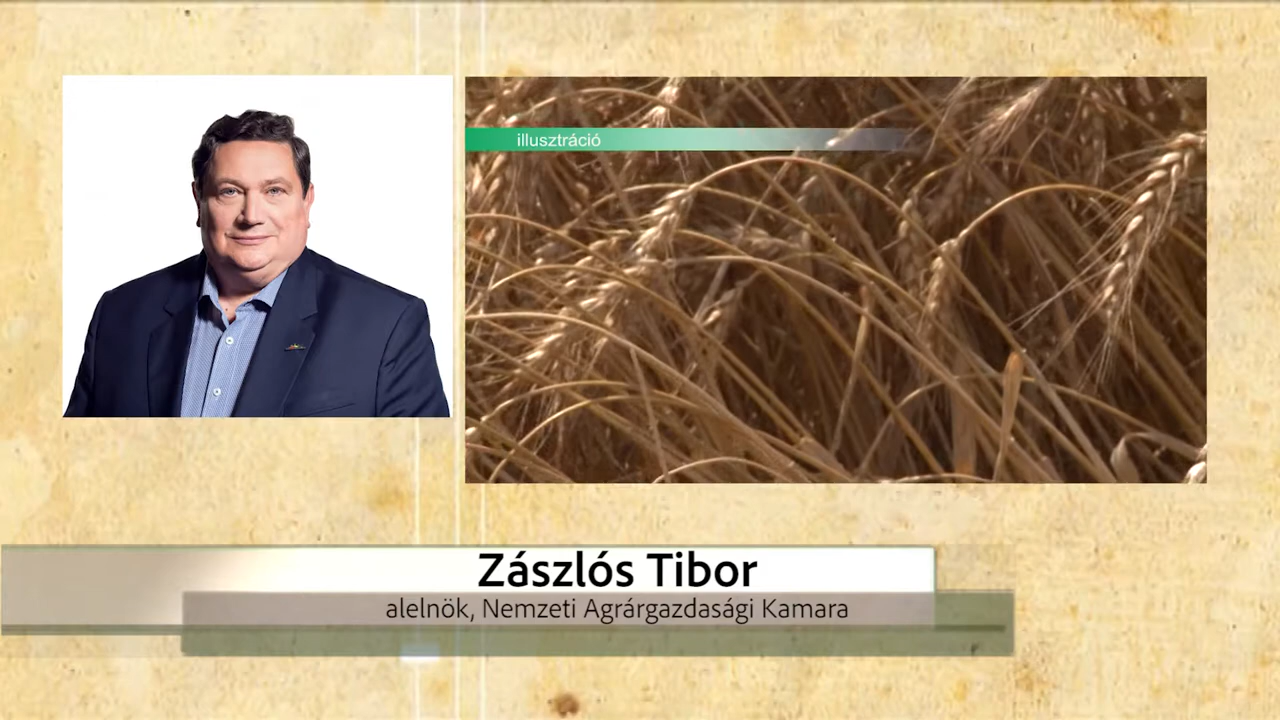 illusztráció
Zászlós Tibor
alelnök, Nemzeti Agrárgazdasági Kamara